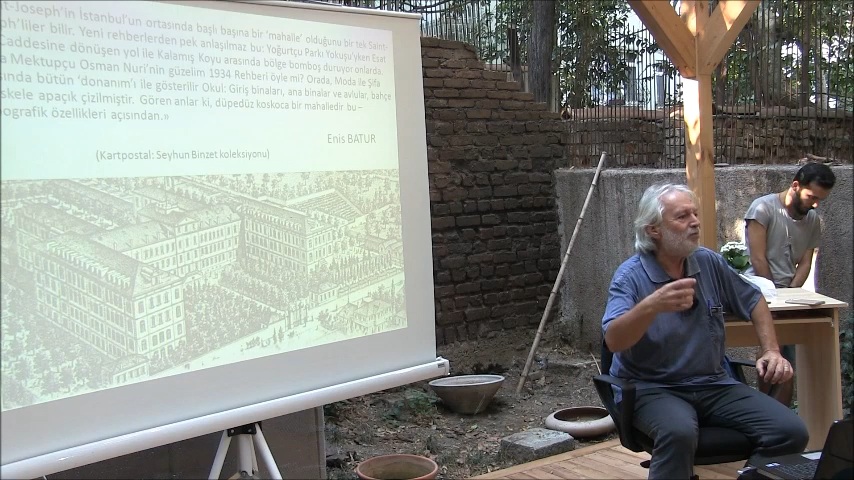 t-Joseph'in İstanbul'un ortasında başlı başına bir 'mahalle' olduğunu bir tek Saint-
ph'liler bilir. Yeni rehberlerden pek anlaşılmaz bu: Yoğurtçu Parkı Yokuşu'yken Esat
Caddesine dönüşen yol ile Kalamış Koyu arasında bölge bomboş duruyor onlarda.
a Mektupçu Osman Nuri'nin güzelim 1934 Rehberi öyle mi? Orada, Moda ile Şifa
sında bütün 'donanım'ı ile gösterilir Okul: Giriş binaları, ana binalar ve avlular, bahçe
skele apaçık çizilmiştir. Gören anlar ki, düpedüz koskoca bir mahalledir bu –
ografik özellikleri açısından.»
Enis BATUR
(Kartpostal: Seyhun Binzet koleksiyonu)